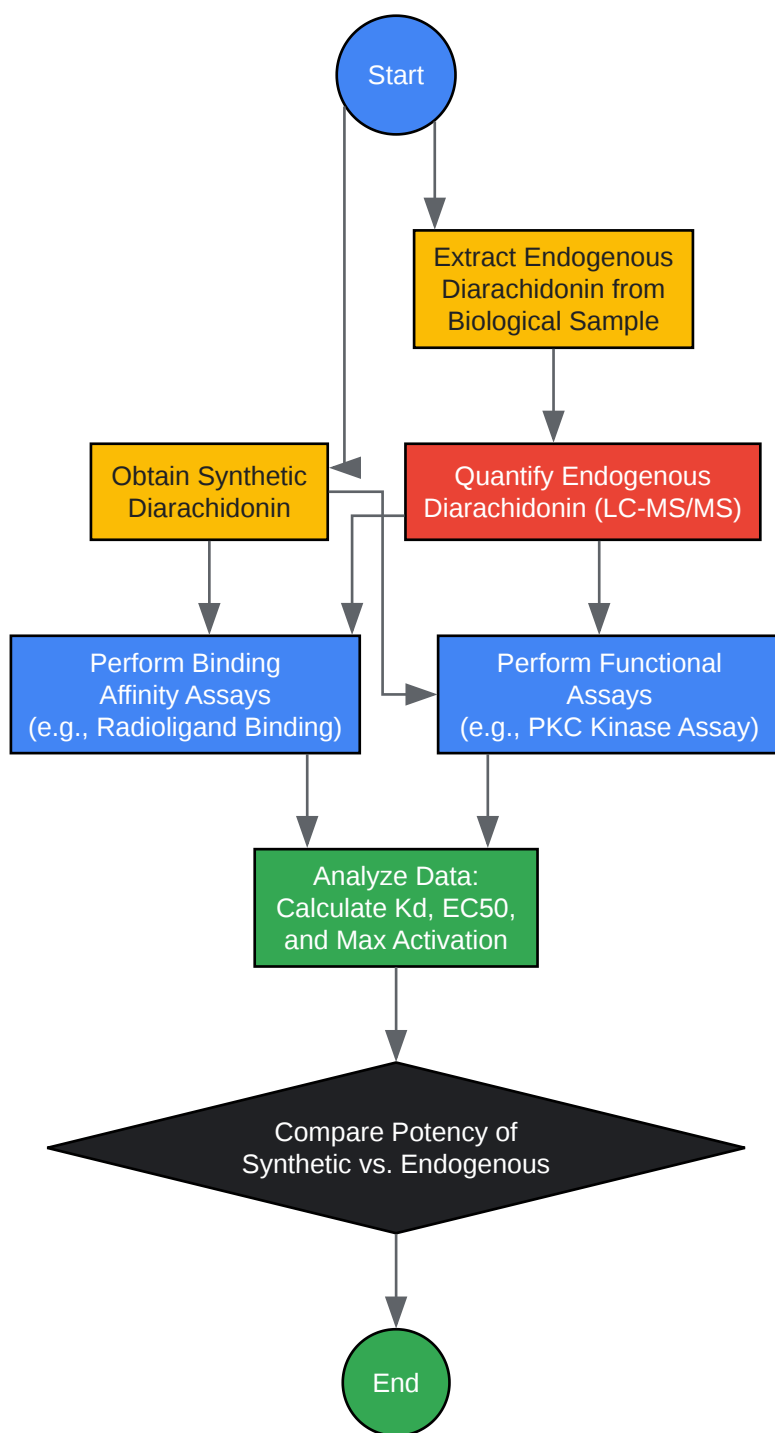 Start
Extract Endogenous
Diarachidonin from
Biological Sample
Obtain Synthetic
Diarachidonin
Quantify Endogenous
Diarachidonin (LC-MS/MS)
Perform Binding
Affinity Assays
(e.g., Radioligand Binding)
Perform Functional
Assays
(e.g., PKC Kinase Assay)
Analyze Data:
Calculate Kd, EC50,
and Max Activation
Compare Potency of
Synthetic vs. Endogenous
End